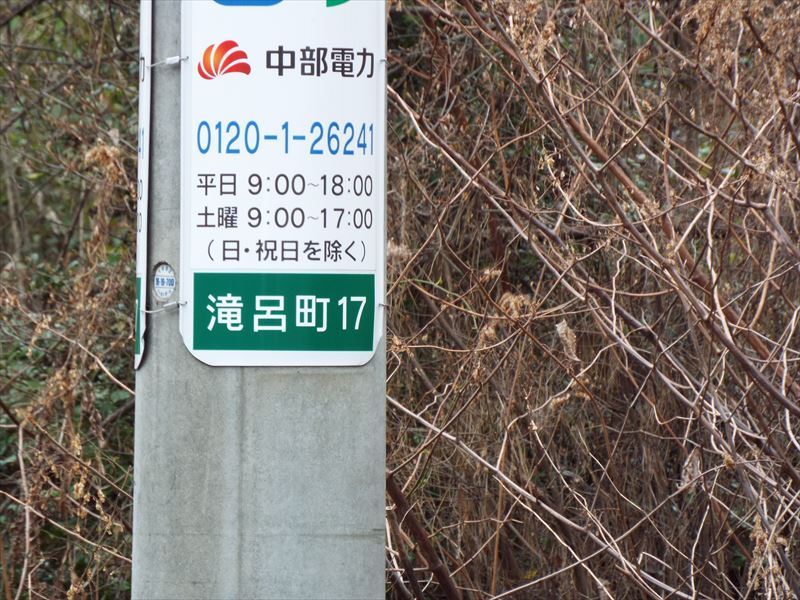 中部電力
0120-1-26241
平日 9:00~18:00
土曜 9:00~17:00
(日・祝日を除く)
滝呂町17